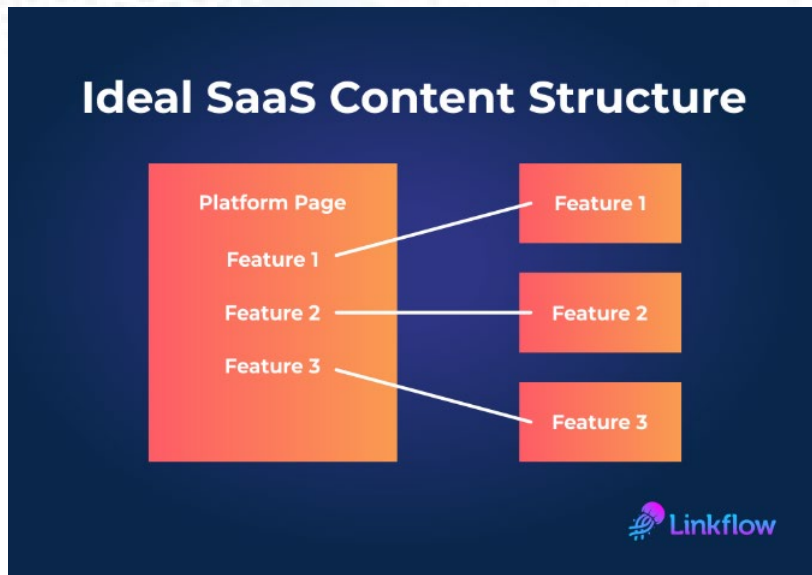 Ideal SaaS Content Structure
Platform Page
Feature 1
Feature 2
Feature 3
Feature 1
Feature 2
Feature 3
Linkflow